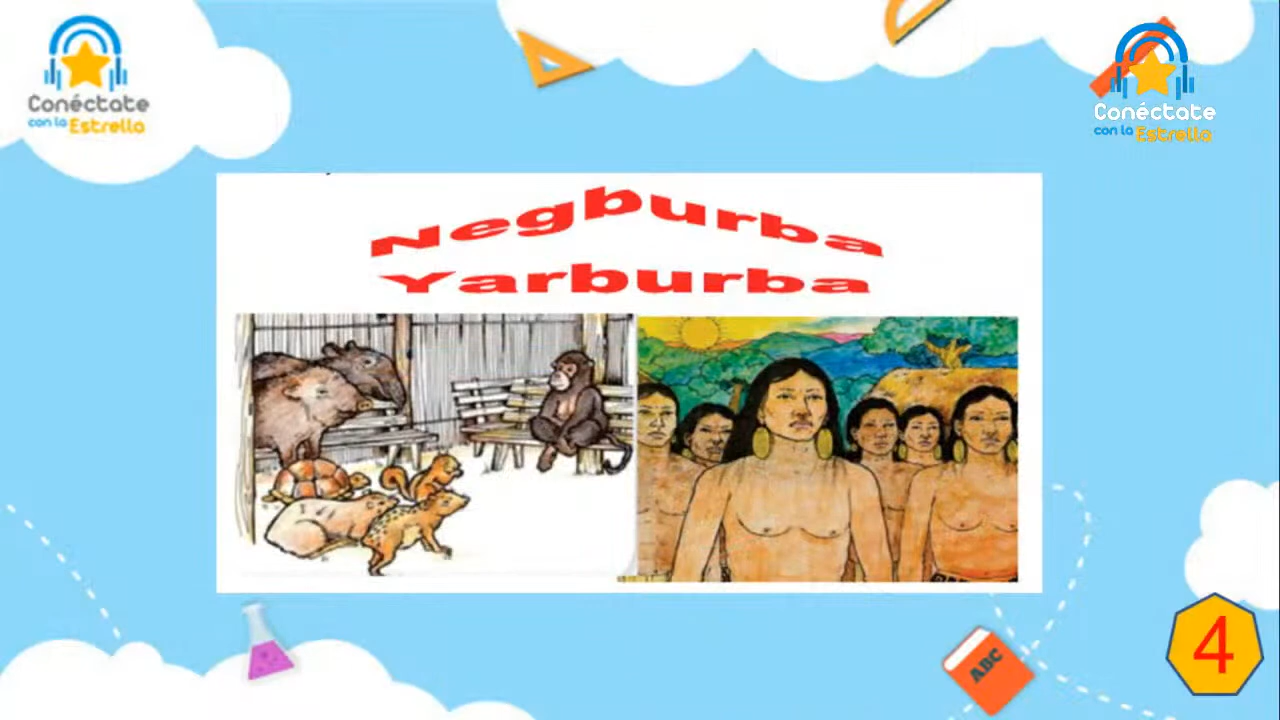 Conéctate
con la Estrella
Conéctate
con la Estrella
Negburba
Yarburba
ABC
4